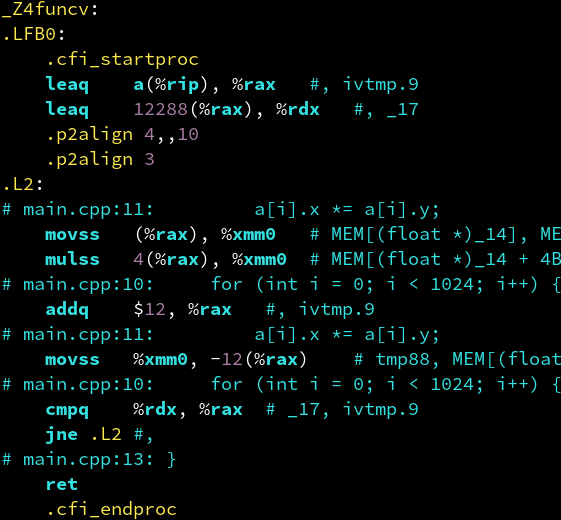 _Z4funcv:
.LFB0:
.cfi_startproc
leaq a(%rip), %rax #, ivtmp.9
leaq 12288(%rax), %rdx #, _17
.p2align 4,,10
.p2align 3
.L2:
# main.cpp:11: a[i].x *= a[i].y;
movss (%rax), %xmm0 # MEM[(float *)_14], ME
mulss 4(%rax), %xmm0 # MEM[(float *)_14 + 4B
# main.cpp:10: for (int i = 0; i < 1024; i++) {
addq $12, %rax #, ivtmp.9
# main.cpp:11: a[i].x *= a[i].y;
movss %xmm0, -12(%rax) # tmp88, MEM[(float
# main.cpp:10: for (int i = 0; i < 1024; i++) {
cmpq %rdx, %rax # _17, ivtmp.9
jne .L2 #,
# main.cpp:13: }
ret
.cfi_endproc